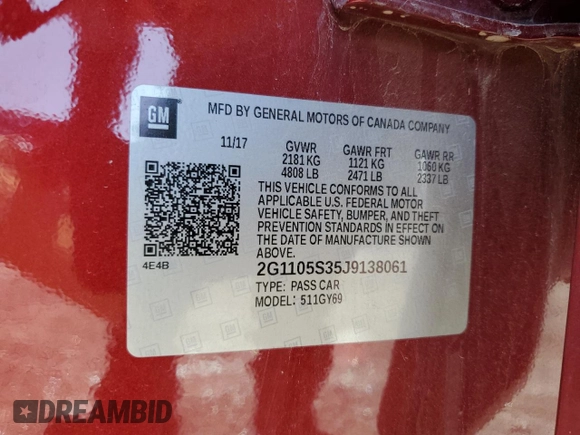 GM
MFD BY GENERAL MOTORS OF CANADA COMPANY
11/17 GVWR GAWR FRT GAWR RR
2181 KG 1121 KG 1060 KG
4808 LB 2471 LB 2337 LB
THIS VEHICLE CONFORMS TO ALL
APPLICABLE U.S. FEDERAL MOTOR
VEHICLE SAFETY, BUMPER, AND THEFT
PREVENTION STANDARDS IN EFFECT ON
THE DATE OF MANUFACTURE SHOWN
ABOVE.
4E4B
2G1105S35J9138061
TYPE: PASS CAR
MODEL: 511GY69
DREAMBID